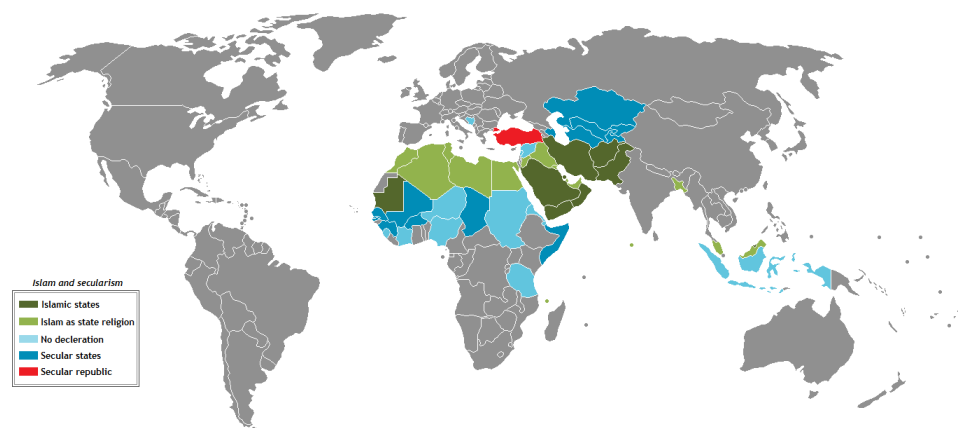 Islam and secularism
Islamic states
Islam as state religion
No decleration
Secular states
Secular republic